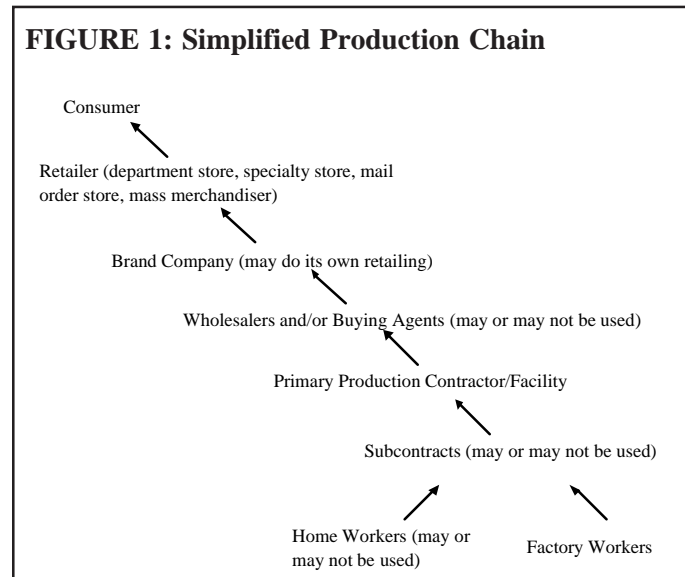 FIGURE 1: Simplified Production Chain
Consumer
Retailer (department store, specialty store, mail
order store, mass merchandiser)
Brand Company (may do its own retailing)
Wholesalers and/or Buying Agents (may or may not be used)
Primary Production Contractor/Facility
Subcontracts (may or may not be used)
Home Workers (may or
may not be used)
Factory Workers